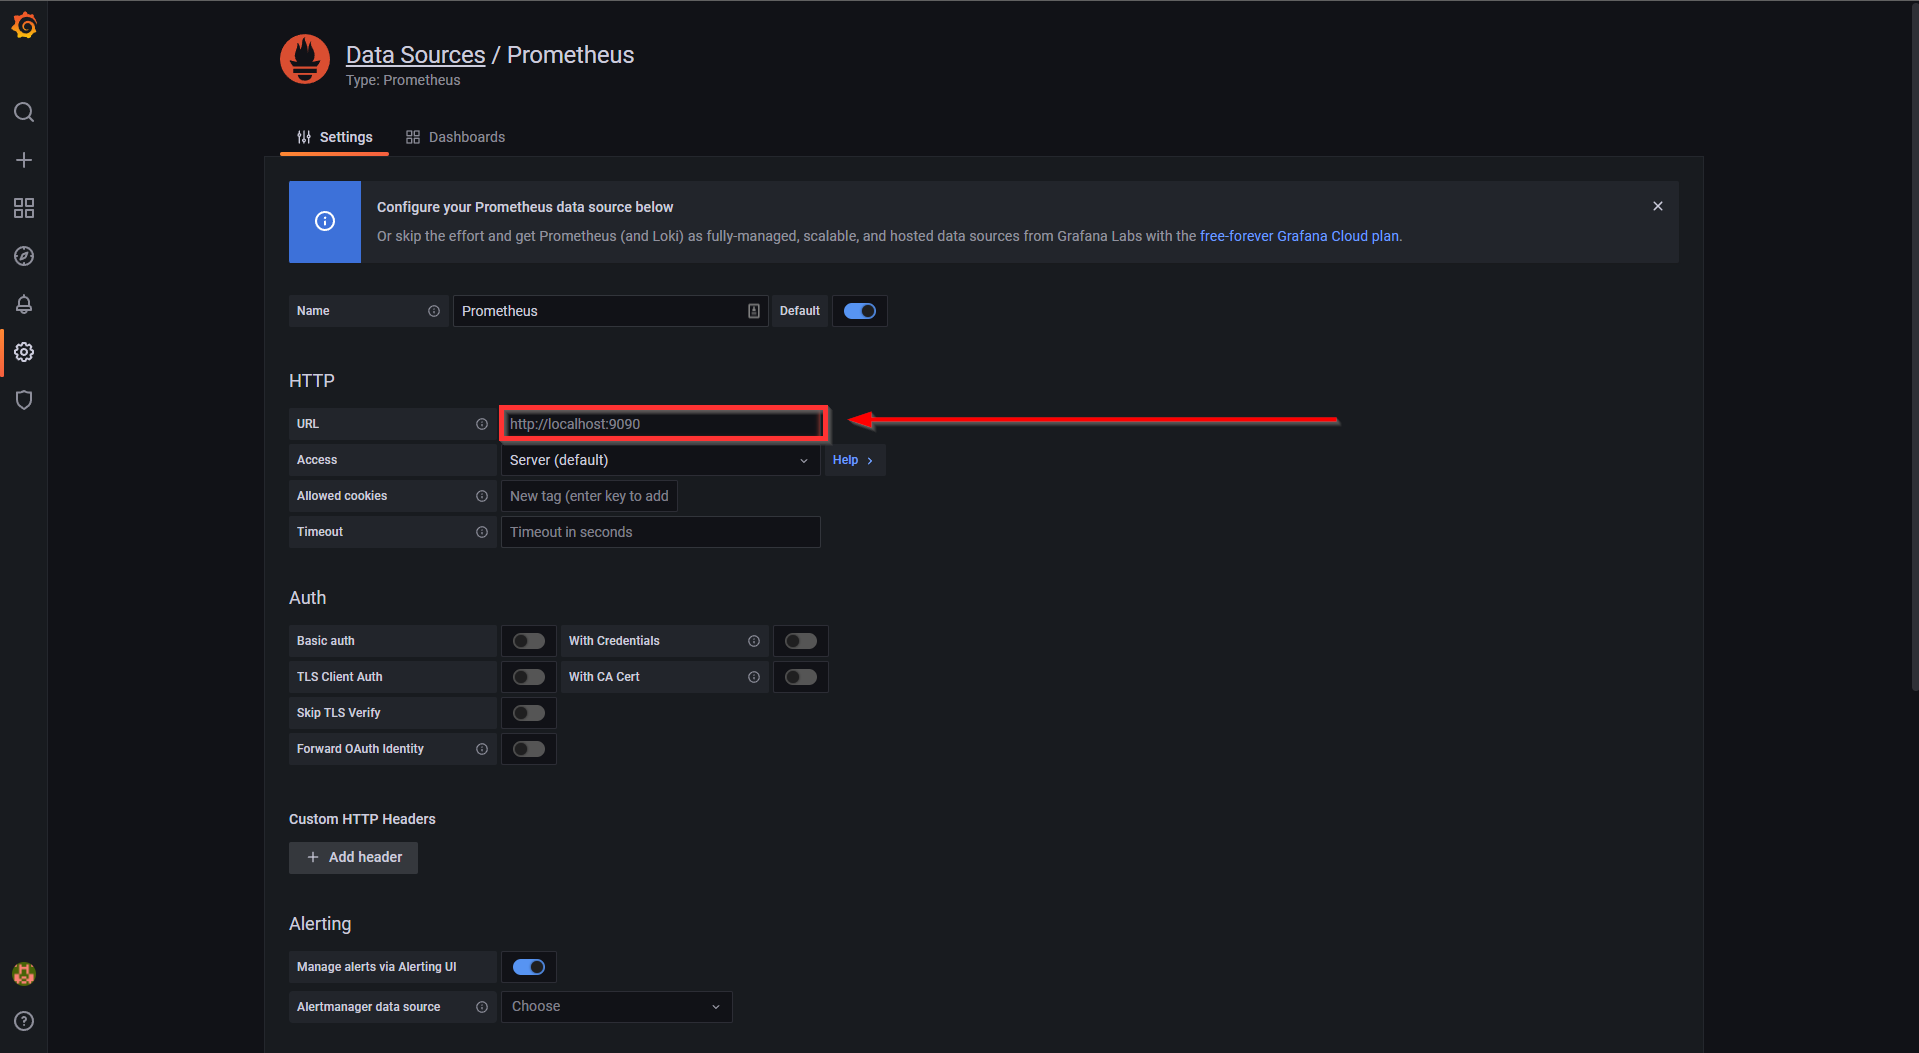 Data Sources / Prometheus
Type: Prometheus
Settings
Dashboards
Configure your Prometheus data source below
Or skip the effort and get Prometheus (and Loki) as fully-managed, scalable, and hosted data sources from Grafana Labs with the free-forever Grafana Cloud plan.
Name
Prometheus
Default
HTTP
URL
http://localhost:9090
Access
Server (default)
Help
Allowed cookies
New tag (enter key to add
Timeout
Timeout in seconds
Auth
Basic auth
With Credentials
TLS Client Auth
With CA Cert
Skip TLS Verify
Forward OAuth Identity
Custom HTTP Headers
Add header
Alerting
Manage alerts via Alerting UI
Alertmanager data source
Choose